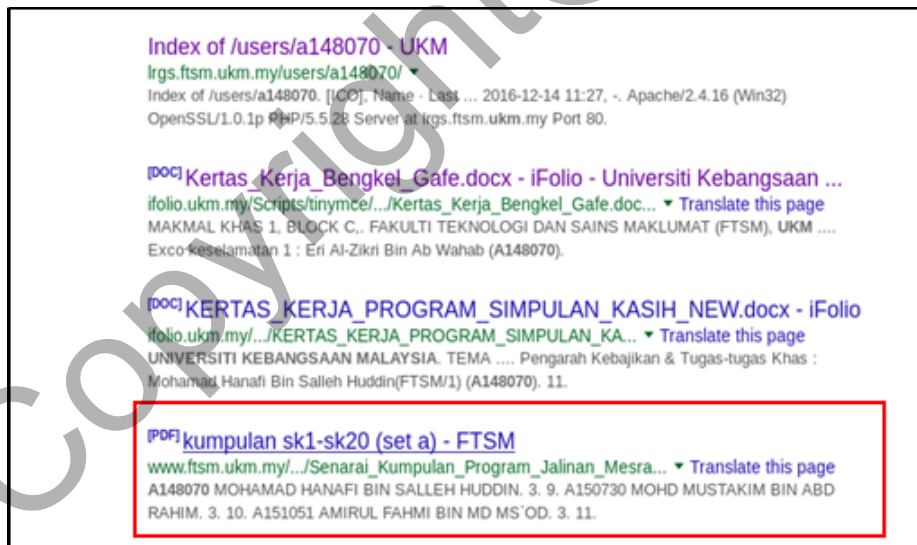 Index of /users/a148070 - UKM
lrgs.ftsm.ukm.my/users/a148070/
Index of /users/a148070. [ICO], Name · Last ... 2016-12-14 11:27, -. Apache/2.4.16 (Win32)
OpenSSL/1.0.1p PHP/5.5.28 Server at lrgs.ftsm.ukm.my Port 80.
[DOC] Kertas_Kerja_Bengkel_Gafe.docx - iFolio - Universiti Kebangsaan ...
ifolio.ukm.my/Scripts/tinymce/.../Kertas_Kerja_Bengkel_Gafe.doc... Translate this page
MAKMAL KHAS 1, BLOCK C,. FAKULTI TEKNOLOGI DAN SAINS MAKLUMAT (FTSM), UKM ....
Exco keselamatan 1 : Eri Al-Zikri Bin Ab Wahab (A148070).
[DOC] KERTAS_KERJA_PROGRAM_SIMPULAN_KASIH_NEW.docx - iFolio
ifolio.ukm.my/.../KERTAS_KERJA_PROGRAM_SIMPULAN_KA... Translate this page
UNIVERSITI KEBANGSAAN MALAYSIA. TEMA .... Pengarah Kebajikan & Tugas-tugas Khas :
Mohamad Hanafi Bin Salleh Huddin(FTSM/1) (A148070). 11.
[PDF] kumpulan sk1-sk20 (set a) - FTSM
www.ftsm.ukm.my/.../Senarai_Kumpulan_Program_Jalinan_Mesra... Translate this page
A148070 MOHAMAD HANAFI BIN SALLEH HUDDIN. 3. 9. A150730 MOHD MUSTAKIM BIN ABD
RAHIM. 3. 10. A151051 AMIRUL FAHMI BIN MD MS`OD. 3. 11.
Copyright